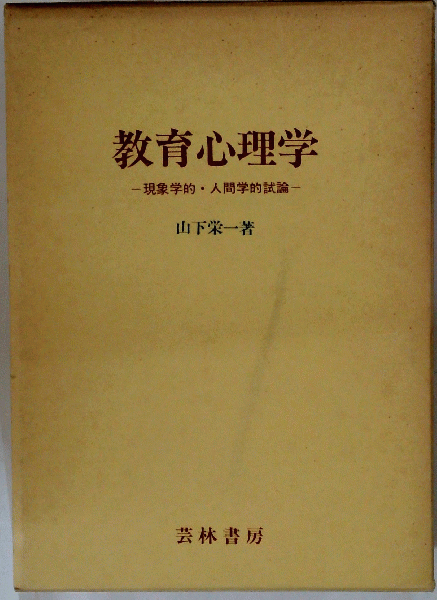 教育心理学
－現象学的・人間学的試論－
山下栄一著
芸林書房